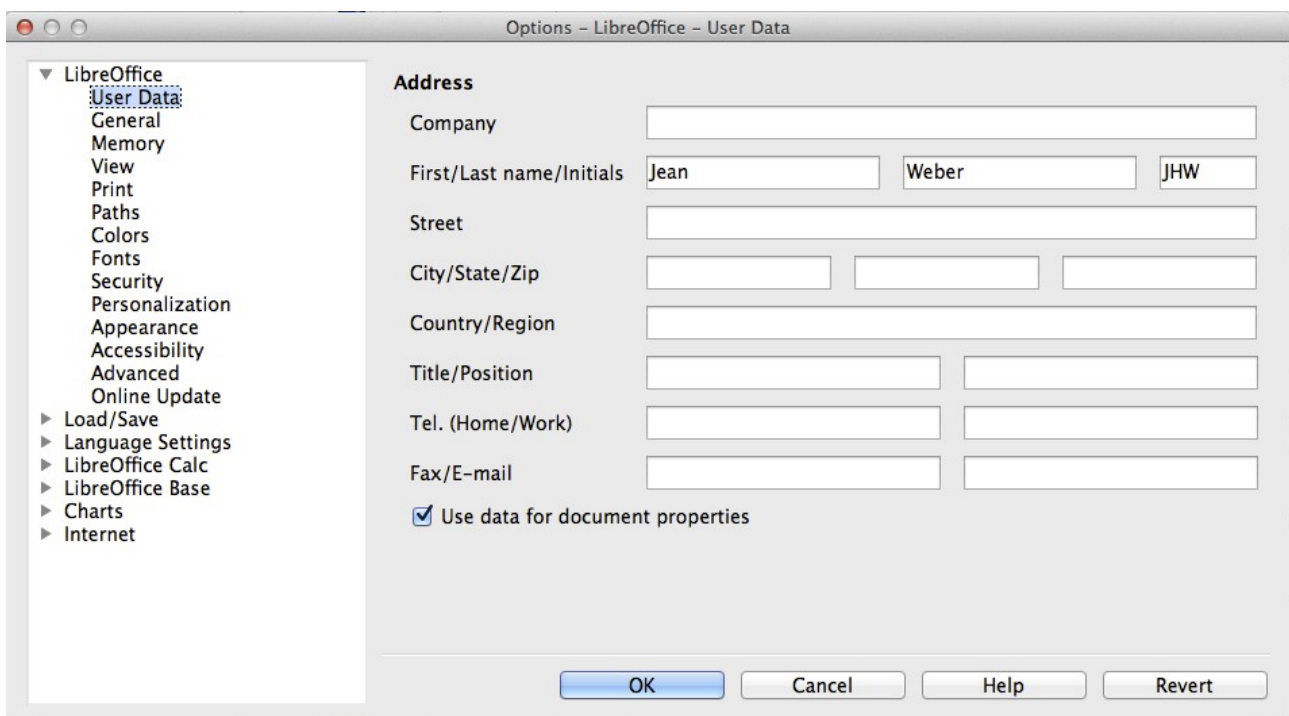 Options – LibreOffice – User Data
LibreOffice
User Data
General
Memory
View
Print
Paths
Colors
Fonts
Security
Personalization
Appearance
Accessibility
Advanced
Online Update
Load/Save
Language Settings
LibreOffice Calc
LibreOffice Base
Charts
Internet
Address
Company
First/Last name/Initials Jean Weber JHW
Street
City/State/Zip
Country/Region
Title/Position
Tel. (Home/Work)
Fax/E-mail
Use data for document properties
OK Cancel Help Revert